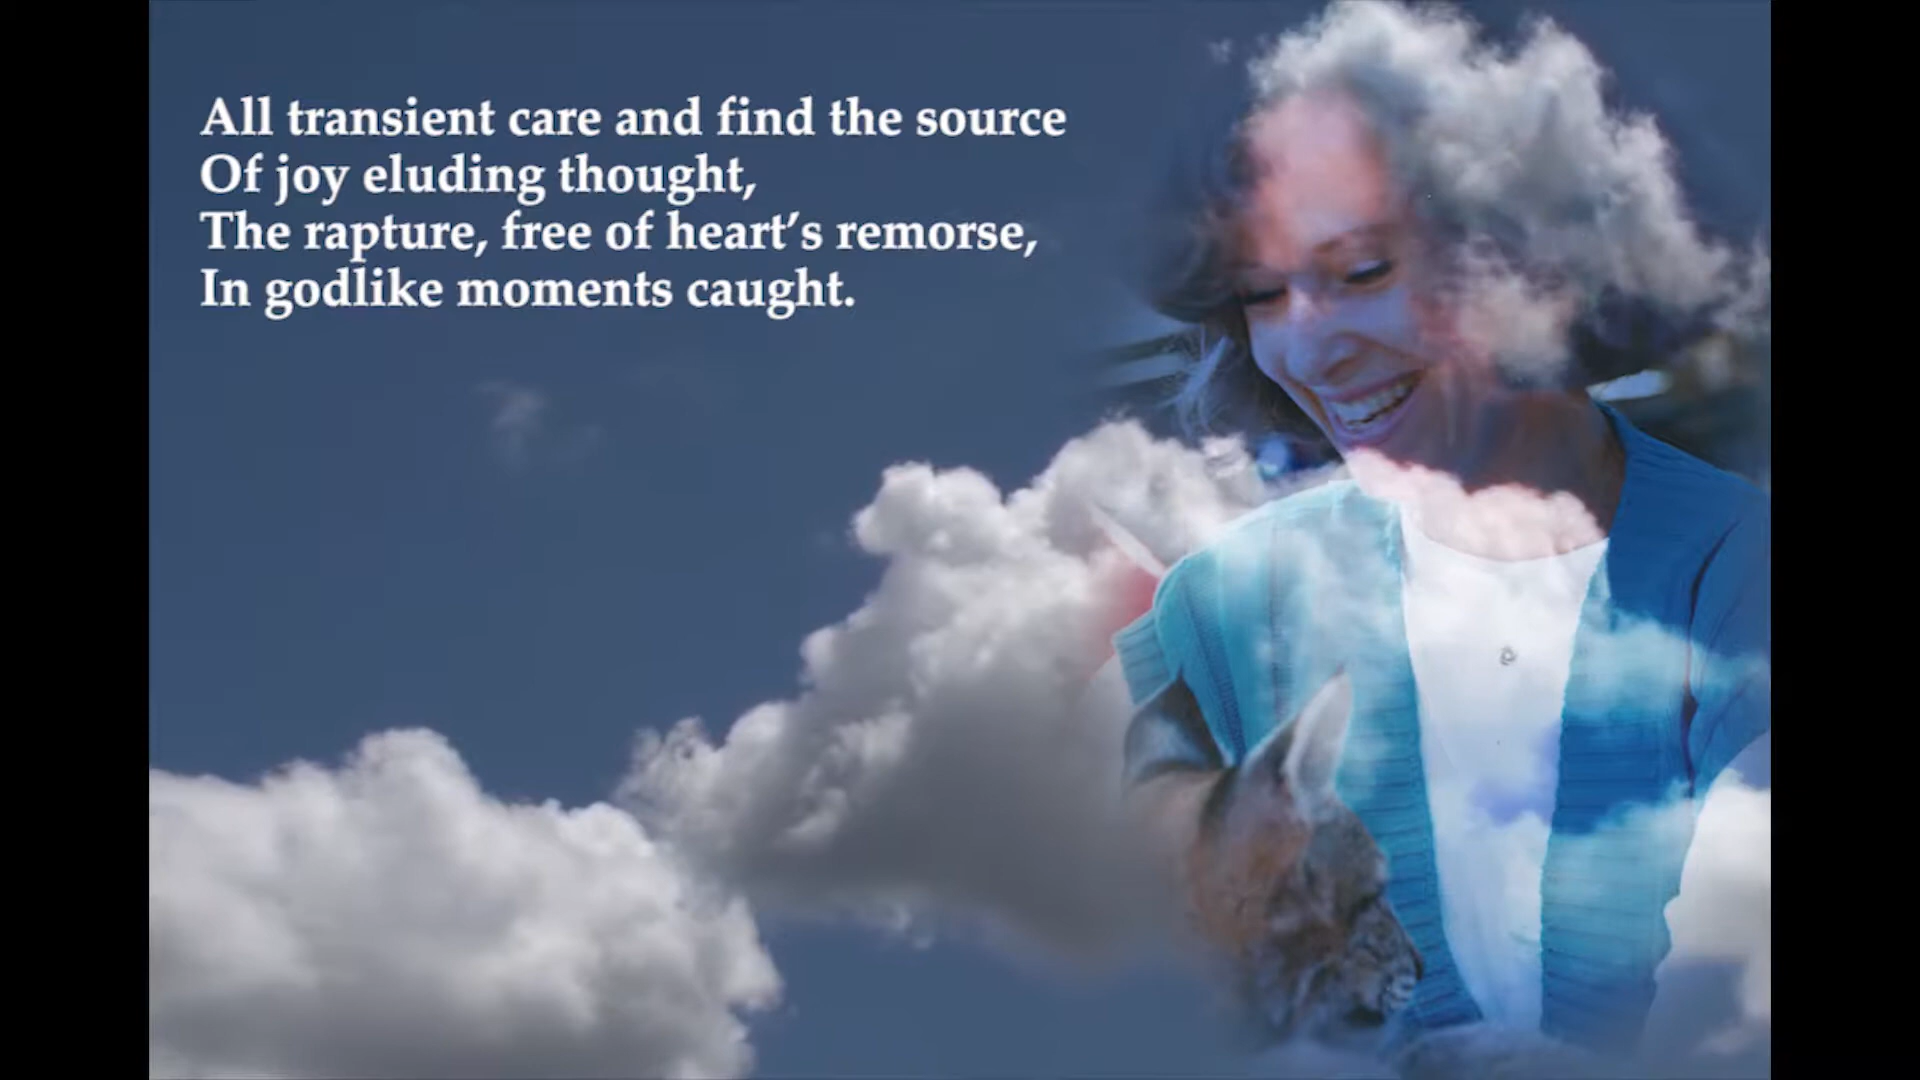 All transient care and find the source
Of joy eluding thought,
The rapture, free of heart’s remorse,
In godlike moments caught.